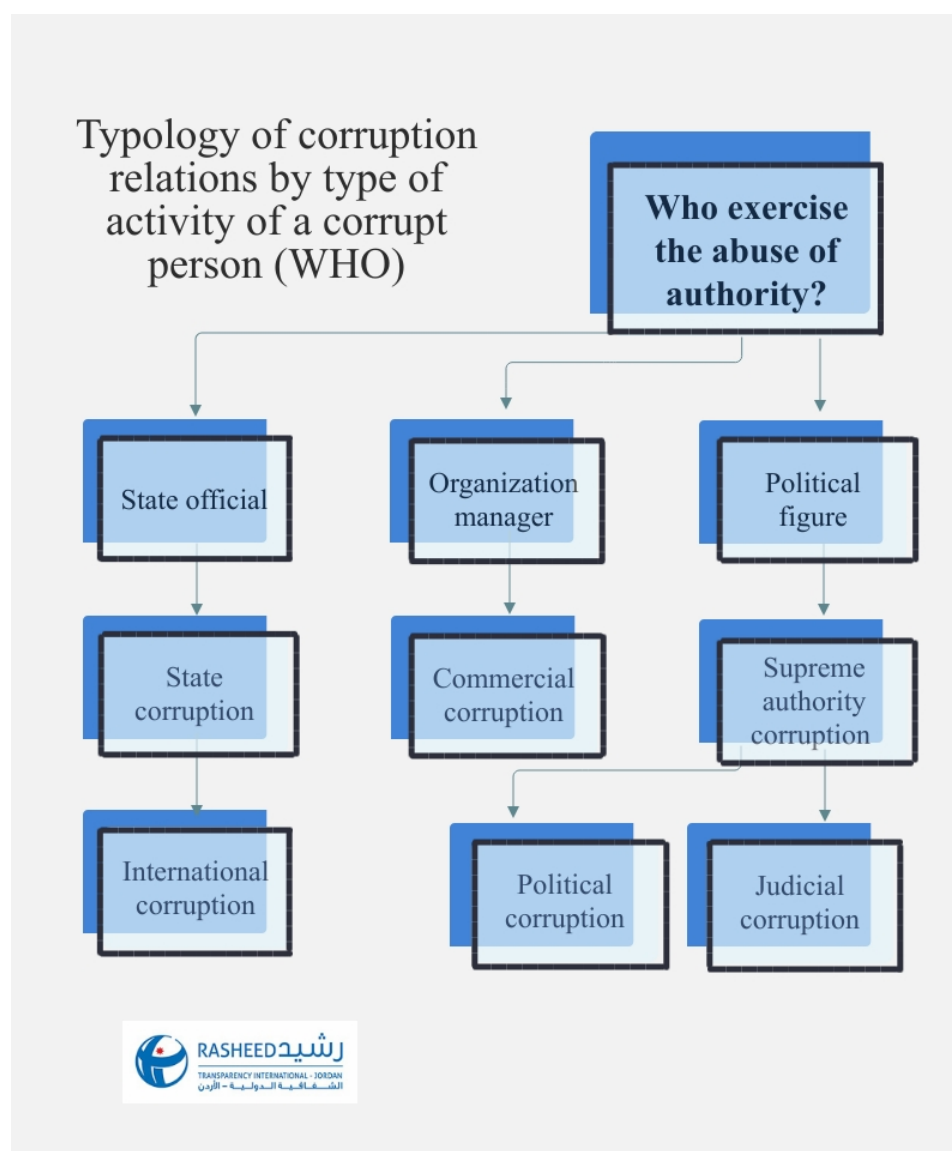 Typology of corruption
relations by type of
activity of a corrupt
person (WHO)
Who exercise
the abuse of
authority?
State official
Organization
manager
Political
figure
State
corruption
Commercial
corruption
Supreme
authority
corruption
International
corruption
Political
corruption
Judicial
corruption
RASHEED رشيد
TRANSPARENCY INTERNATIONAL - JORDAN
الشفافية الدولية - الأردن